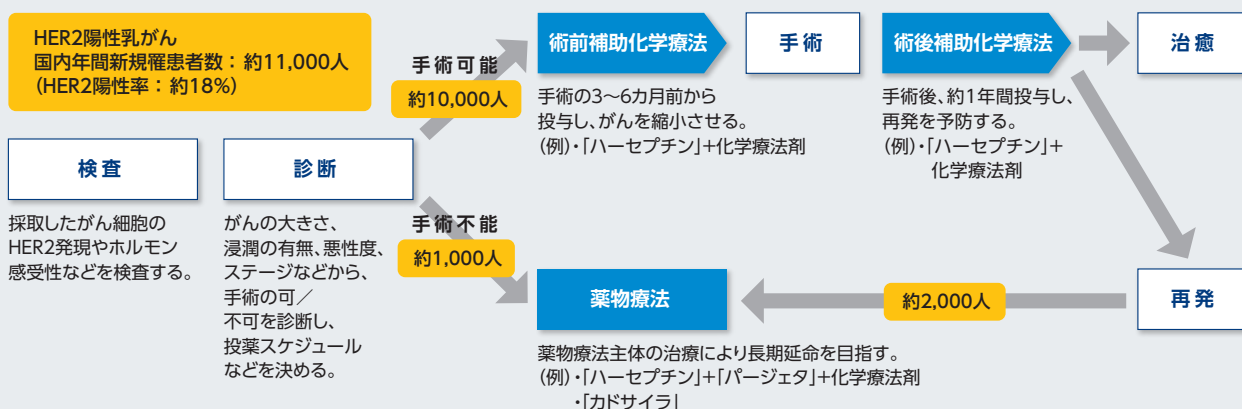 HER2陽性乳がん
国内年間新規罹患者数：約11,000人
（HER2陽性率：約18%）
検査
採取したがん細胞の
HER2発現やホルモン
感受性などを検査する。
診断
がんの大きさ、
浸潤の有無、悪性度、
ステージなどから、
手術の可／
不可を診断し、
投薬スケジュール
などを決める。
手術可能
約10,000人
術前補助化学療法
手術の3〜6カ月前から
投与し、がんを縮小させる。
（例）・「ハーセプチン」+化学療法剤
手術
術後補助化学療法
手術後、約1年間投与し、
再発を予防する。
（例）・「ハーセプチン」+
化学療法剤
治癒
手術不能
約1,000人
薬物療法
薬物療法主体の治療により長期延命を目指す。
（例）・「ハーセプチン」+「パージェタ」+化学療法剤
・「カドサイラ」
約2,000人
再発